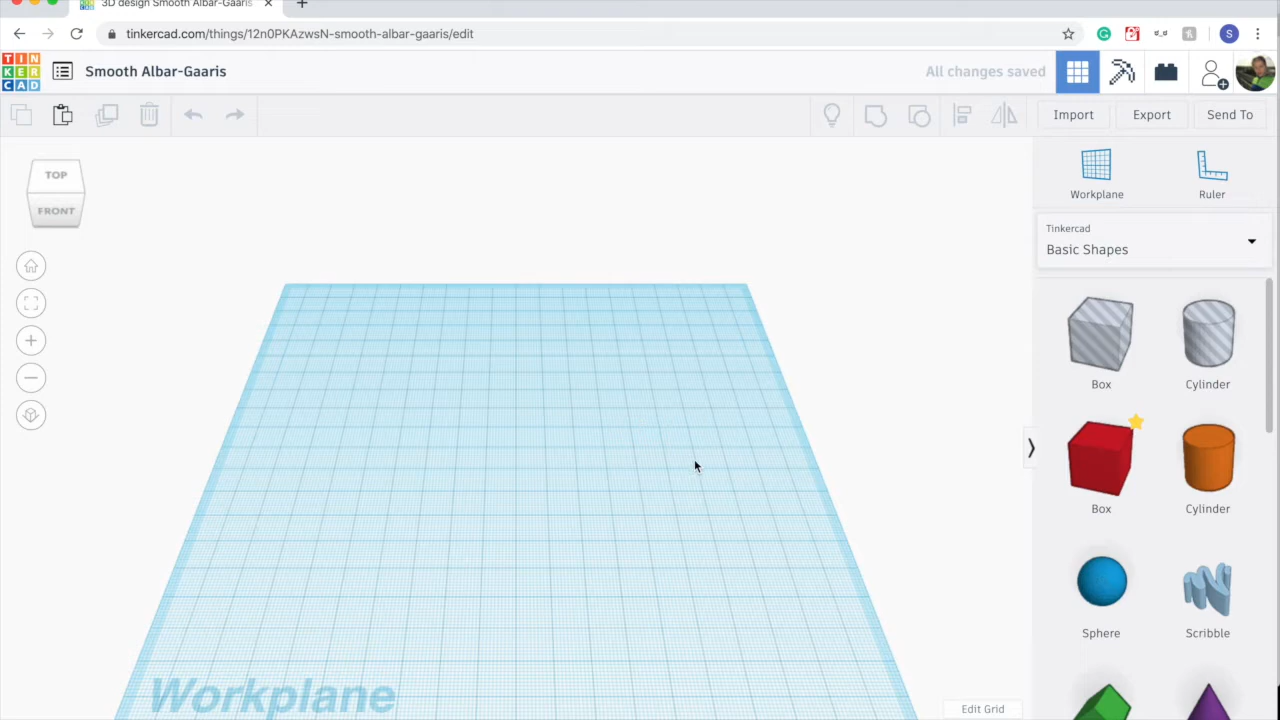 3D design Smooth Albar-Gaaris
tinkercad.com/things/12n0PKAzwsN-smooth-albar-gaaris/edit
S
TIN
KER
CAD
Smooth Albar-Gaaris
All changes saved
Import
Export
Send To
TOP
FRONT
Workplane
Ruler
Tinkercad
Basic Shapes
Box
Cylinder
Box
Cylinder
Sphere
Scribble
Workplane
Edit Grid